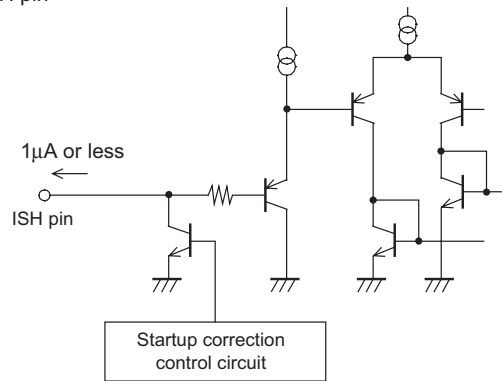 1μA or less
ISH pin
Startup correction
control circuit